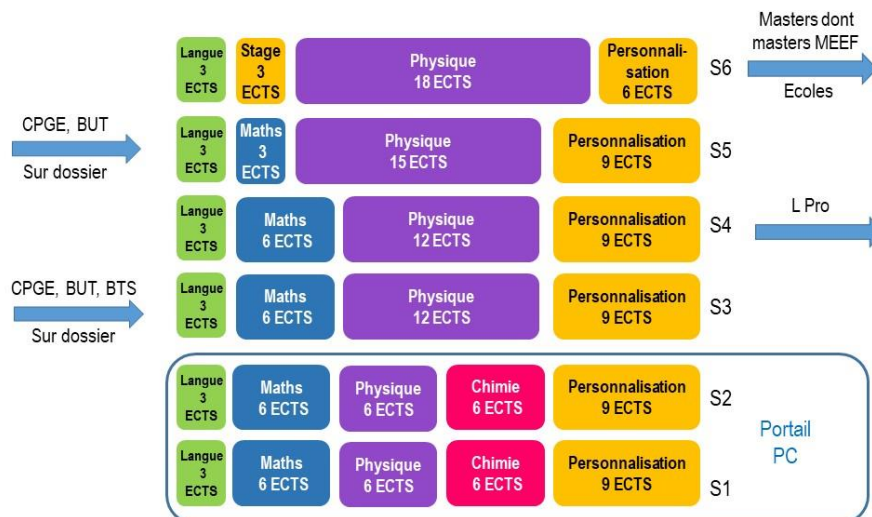 Masters dont
masters MEEF
Ecoles
Langue
3
ECTS
Stage
3
ECTS
Physique
18 ECTS
Personnali-
sation
6 ECTS
S6
CPGE, BUT
Sur dossier
Langue
3
ECTS
Maths
3
ECTS
Physique
15 ECTS
Personnalisation
9 ECTS
S5
Langue
3
ECTS
Maths
6 ECTS
Physique
12 ECTS
Personnalisation
9 ECTS
S4
L Pro
CPGE, BUT, BTS
Sur dossier
Langue
3
ECTS
Maths
6 ECTS
Physique
12 ECTS
Personnalisation
9 ECTS
S3
Langue
3
ECTS
Maths
6 ECTS
Physique
6 ECTS
Chimie
6 ECTS
Personnalisation
9 ECTS
S2
Portail
PC
Langue
3
ECTS
Maths
6 ECTS
Physique
6 ECTS
Chimie
6 ECTS
Personnalisation
9 ECTS
S1